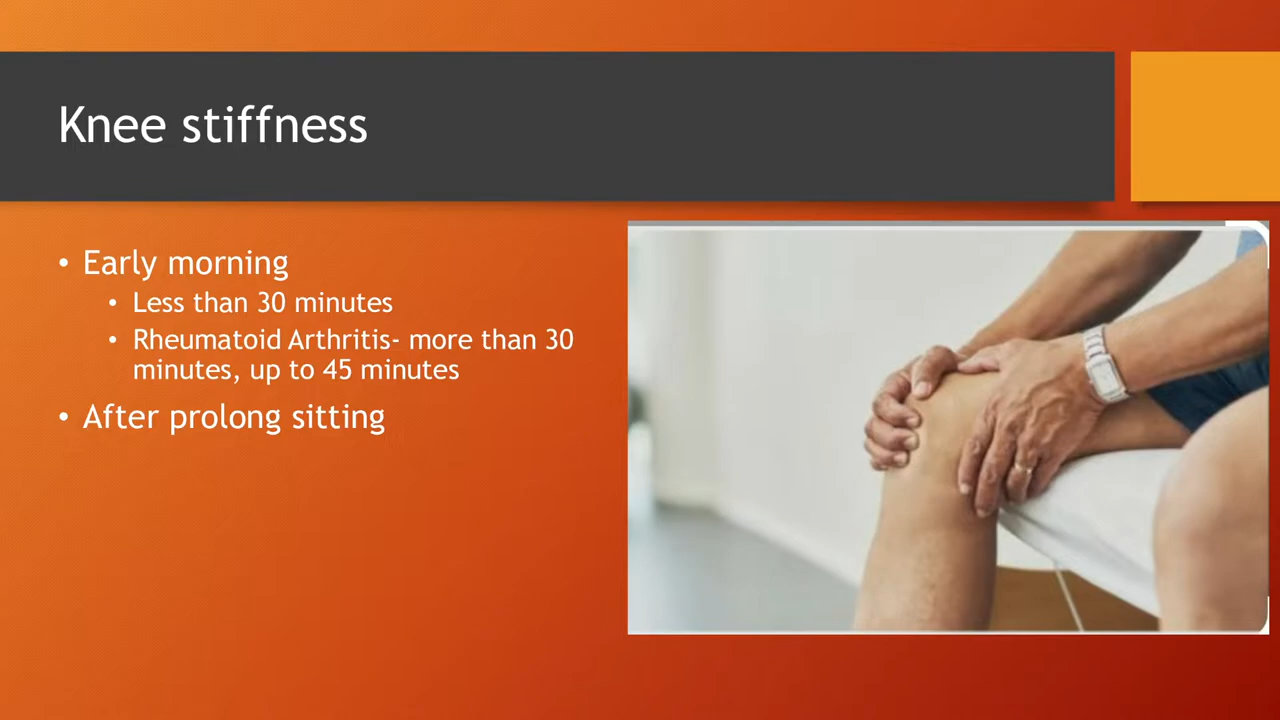 Knee stiffness
• Early morning
• Less than 30 minutes
• Rheumatoid Arthritis- more than 30
minutes, up to 45 minutes
• After prolong sitting